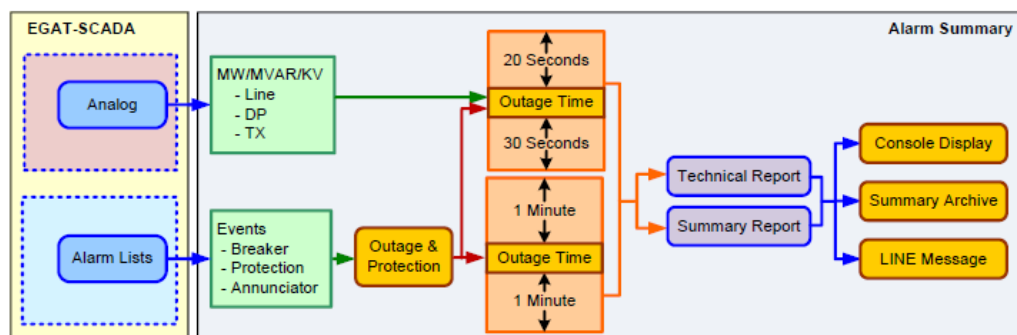 EGAT-SCADA
Alarm Summary
Analog
MW/MVAR/KV
- Line
- DP
- TX
20 Seconds
Outage Time
30 Seconds
Alarm Lists
Events
- Breaker
- Protection
- Annunciator
Outage &
Protection
1 Minute
Outage Time
1 Minute
Technical Report
Summary Report
Console Display
Summary Archive
LINE Message